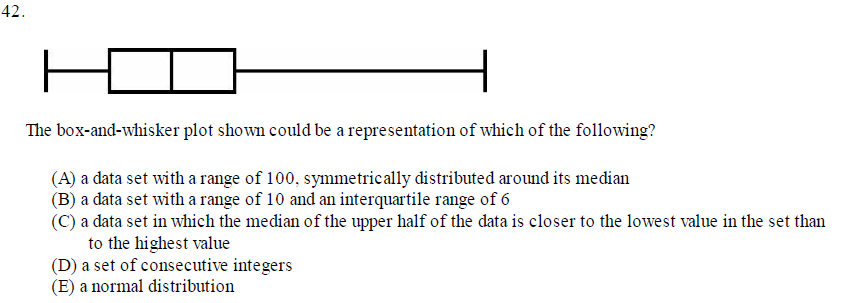 42.
The box-and-whisker plot shown could be a representation of which of the following?
(A) a data set with a range of 100, symmetrically distributed around its median
(B) a data set with a range of 10 and an interquartile range of 6
(C) a data set in which the median of the upper half of the data is closer to the lowest value in the set than
to the highest value
(D) a set of consecutive integers
(E) a normal distribution